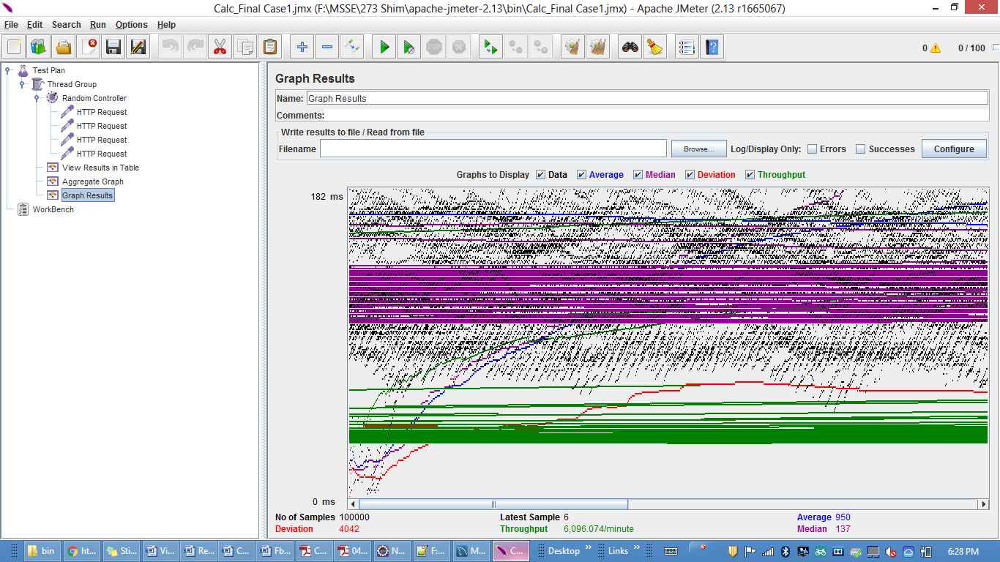 Calc_Final Case1.jmx (F:\MSSE\273 Shim\apache-jmeter-2.13\bin\Calc_Final Case1.jmx) - Apache JMeter (2.13 r1665067)
File Edit Search Run Options Help
STOP 0 0 / 100
Test Plan
Thread Group
Random Controller
HTTP Request
HTTP Request
HTTP Request
HTTP Request
View Results in Table
Aggregate Graph
Graph Results
WorkBench
Graph Results
Name: Graph Results
Comments:
Write results to file / Read from file
Filename Browse... Log/Display Only: Errors Successes Configure
Graphs to Display Data Average Median Deviation Throughput
182 ms
0 ms
No of Samples 100000 Latest Sample 6 Average 950
Deviation 4042 Throughput 6,096.074/minute Median 137
bin ht... Sti... Vi... Re... C... Fb... C... 04... N... F:... M... C... Desktop » Links » 6:28 PM